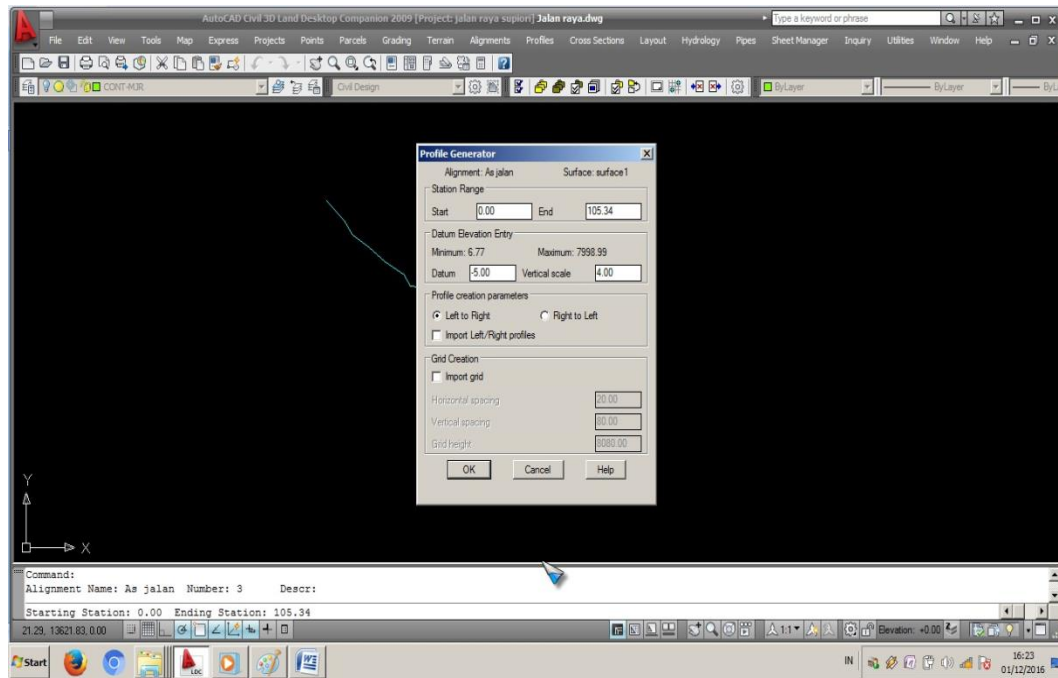 AutoCAD Civil 3D Land Desktop Companion 2009 [Project: jalan raya supiori] Jalan raya.dwg
Type a keyword or phrase
File Edit View Tools Map Express Projects Points Parcels Grading Terrain Alignments Profiles Cross Sections Layout Hydrology Pipes Sheet Manager Inquiry Utilities Window Help
CONT-MJR
Civil Design
ByLayer
ByLayer
Profile Generator
Alignment: As jalan Surface: surface1
Station Range
Start 0.00 End 105.34
Datum Elevation Entry
Minimum: 6.77 Maximum: 7998.99
Datum -5.00 Vertical scale 4.00
Profile creation parameters
Left to Right Right to Left
Import Left/Right profiles
Grid Creation
Import grid
Horizontal spacing: 20.00
Vertical spacing: 80.00
Grid height: 8080.00
OK Cancel Help
Y
X
Command:
Alignment Name: As jalan Number: 3 Descr:
Starting Station: 0.00 Ending Station: 105.34
21.29, 13621.83, 0.00
1:1
Elevation: +0.00
Start
LDC
IN
16:23
01/12/2016